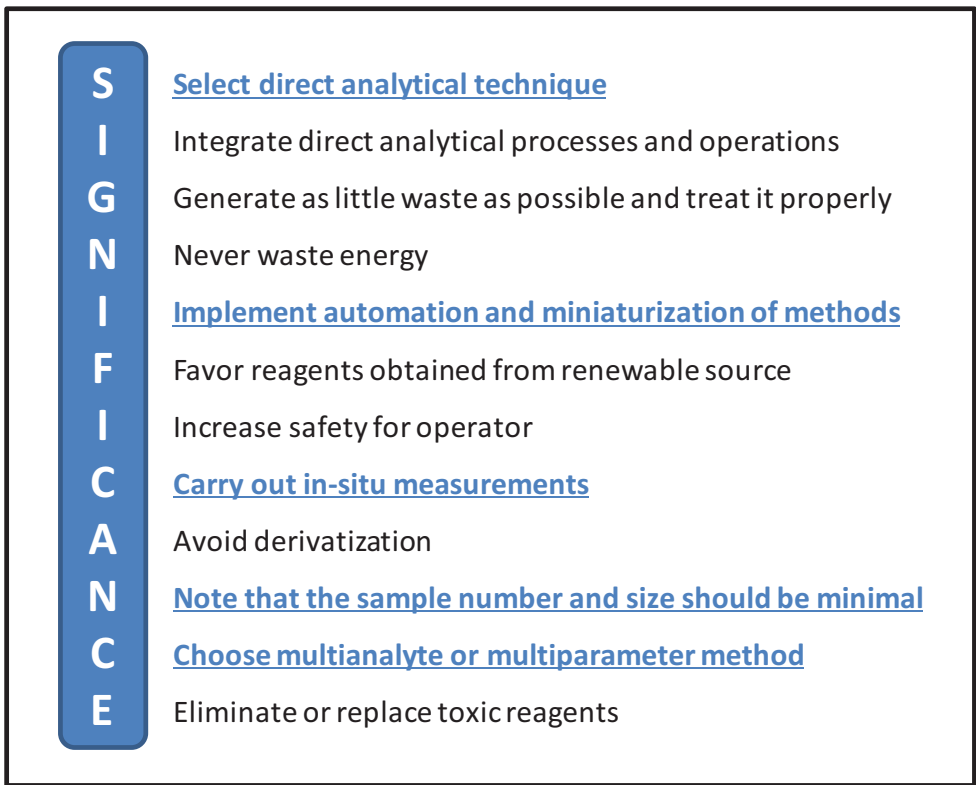 S Select direct analytical technique
I Integrate direct analytical processes and operations
G Generate as little waste as possible and treat it properly
N Never waste energy
I Implement automation and miniaturization of methods
F Favor reagents obtained from renewable source
I Increase safety for operator
C Carry out in-situ measurements
A Avoid derivatization
N Note that the sample number and size should be minimal
C Choose multianalyte or multiparameter method
E Eliminate or replace toxic reagents